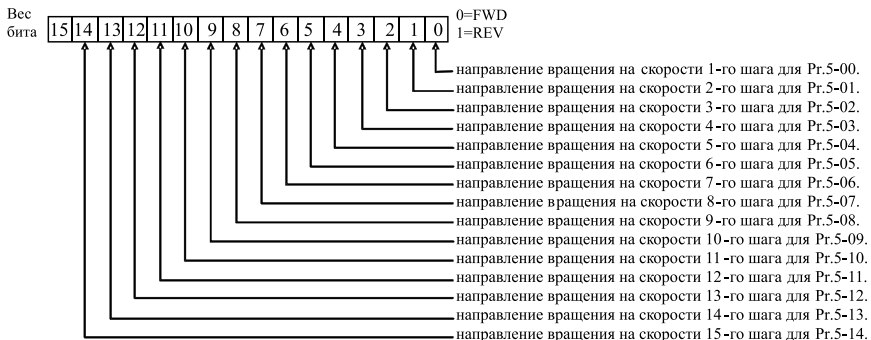 Вес 0=FWD
бита 15 14 13 12 11 10 9 8 7 6 5 4 3 2 1 0 1=REV
направление вращения на скорости 1-го шага для Pr.5-00.
направление вращения на скорости 2-го шага для Pr.5-01.
направление вращения на скорости 3-го шага для Pr.5-02.
направление вращения на скорости 4-го шага для Pr.5-03.
направление вращения на скорости 5-го шага для Pr.5-04.
направление вращения на скорости 6-го шага для Pr.5-05.
направление вращения на скорости 7-го шага для Pr.5-06.
направление вращения на скорости 8-го шага для Pr.5-07.
направление вращения на скорости 9-го шага для Pr.5-08.
направление вращения на скорости 10-го шага для Pr.5-09.
направление вращения на скорости 11-го шага для Pr.5-10.
направление вращения на скорости 12-го шага для Pr.5-11.
направление вращения на скорости 13-го шага для Pr.5-12.
направление вращения на скорости 14-го шага для Pr.5-13.
направление вращения на скорости 15-го шага для Pr.5-14.